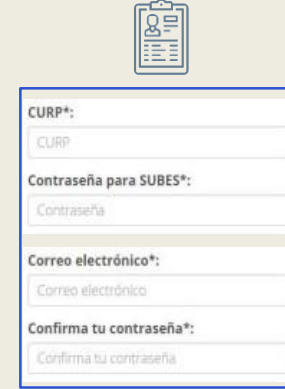 CURP*:
CURP
Contraseña para SUBES*:
Contraseña
Correo electrónico*:
Correo electrónico
Confirma tu contraseña*:
Confirma tu contraseña